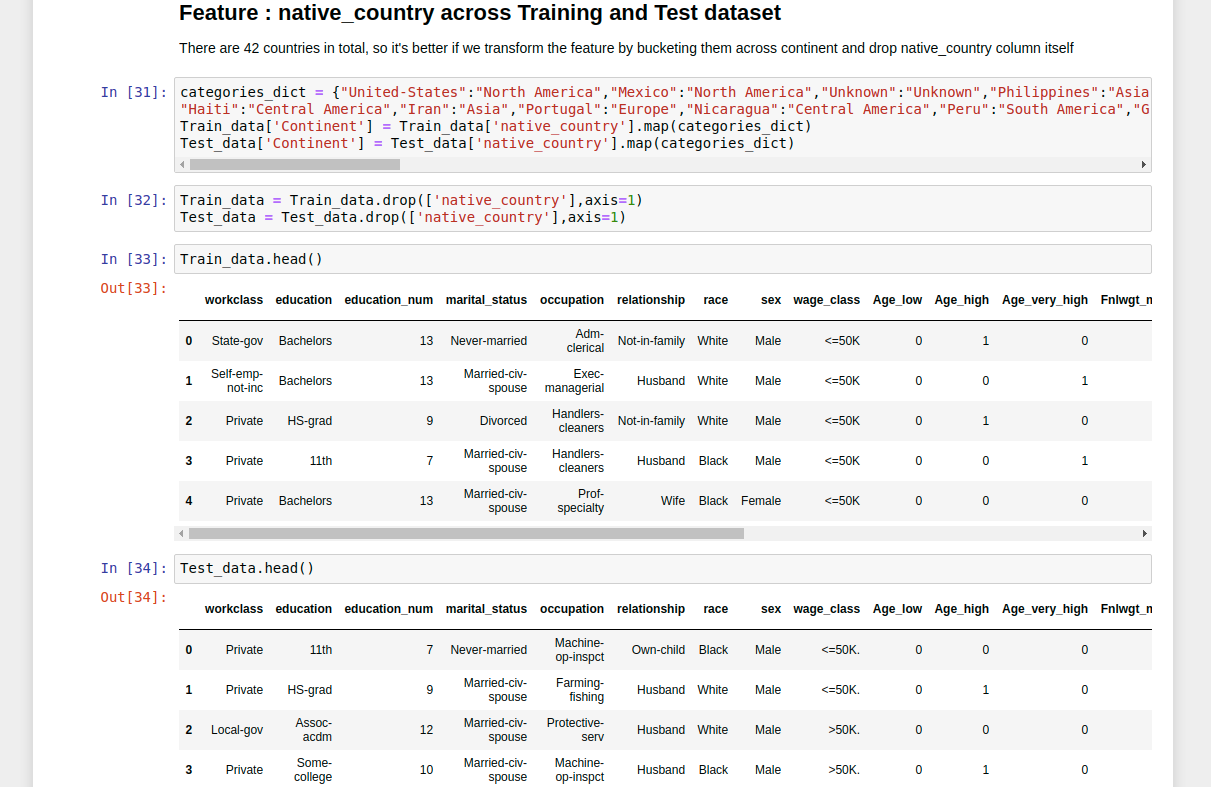 Feature : native_country across Training and Test dataset
There are 42 countries in total, so it's better if we transform the feature by bucketing them across continent and drop native_country column itself
In [31]: categories_dict = {"United-States":"North America","Mexico":"North America","Unknown":"Unknown","Philippines":"Asia
"Haiti":"Central America","Iran":"Asia","Portugal":"Europe","Nicaragua":"Central America","Peru":"South America","G
Train_data['Continent'] = Train_data['native_country'].map(categories_dict)
Test_data['Continent'] = Test_data['native_country'].map(categories_dict)
In [32]: Train_data = Train_data.drop(['native_country'],axis=1)
Test_data = Test_data.drop(['native_country'],axis=1)
In [33]: Train_data.head()
Out[33]:
workclass education education_num marital_status occupation relationship race sex wage_class Age_low Age_high Age_very_high Fnlwgt_m
0 State-gov Bachelors 13 Never-married Adm-clerical Not-in-family White Male <=50K 0 1 0
1 Self-emp-not-inc Bachelors 13 Married-civ-spouse Exec-managerial Husband White Male <=50K 0 0 1
2 Private HS-grad 9 Divorced Handlers-cleaners Not-in-family White Male <=50K 0 1 0
3 Private 11th 7 Married-civ-spouse Handlers-cleaners Husband Black Male <=50K 0 0 1
4 Private Bachelors 13 Married-civ-spouse Prof-specialty Wife Black Female <=50K 0 0 0
In [34]: Test_data.head()
Out[34]:
workclass education education_num marital_status occupation relationship race sex wage_class Age_low Age_high Age_very_high Fnlwgt_m
0 Private 11th 7 Never-married Machine-op-inspct Own-child Black Male <=50K. 0 0 0
1 Private HS-grad 9 Married-civ-spouse Farming-fishing Husband White Male <=50K. 0 1 0
2 Local-gov Assoc-acdm 12 Married-civ-spouse Protective-serv Husband White Male >50K. 0 0 0
3 Private Some-college 10 Married-civ-spouse Machine-op-inspct Husband Black Male >50K. 0 1 0